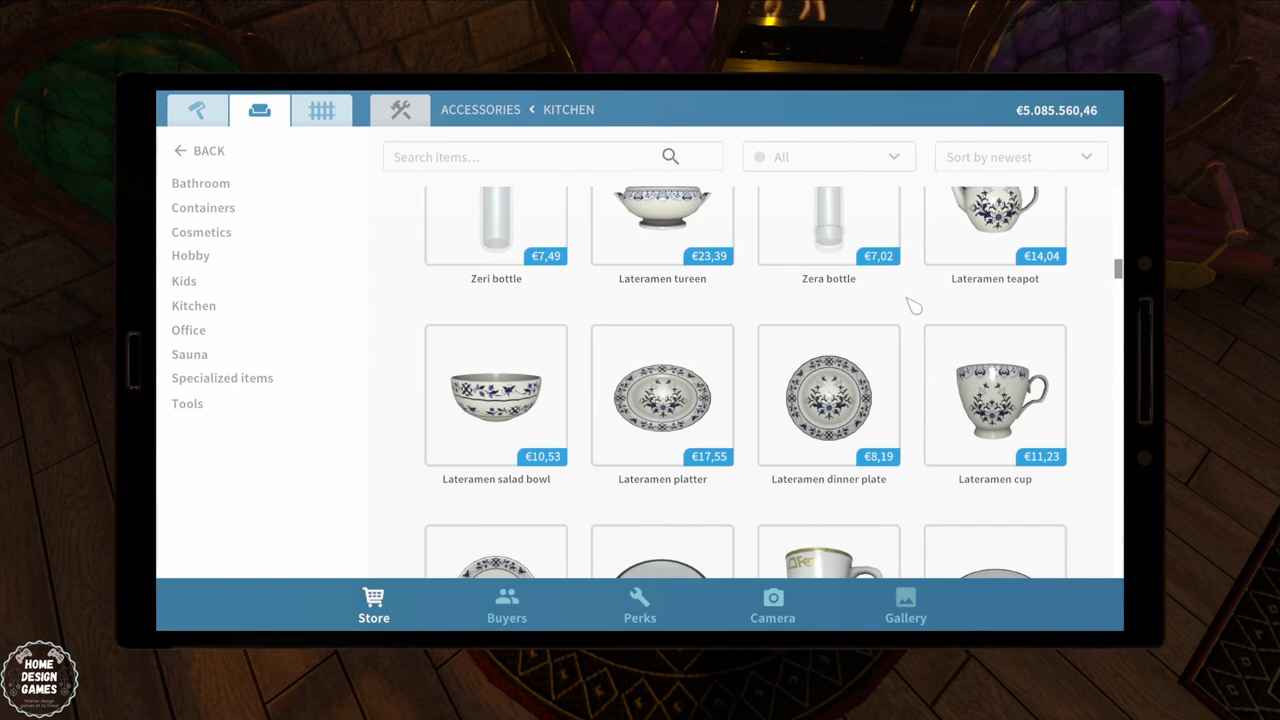 ACCESSORIES < KITCHEN
€5.085.560,46
BACK
Search items...
All
Sort by newest
Bathroom
Containers
Cosmetics
Hobby
Kids
Kitchen
Office
Sauna
Specialized items
Tools
€7,49
€23,39
€7,02
€14,04
Zeri bottle
Lateramen tureen
Zera bottle
Lateramen teapot
€10,53
€17,55
€8,19
€11,23
Lateramen salad bowl
Lateramen platter
Lateramen dinner plate
Lateramen cup
Store
Buyers
Perks
Camera
Gallery
HOME
DESIGN
GAMES